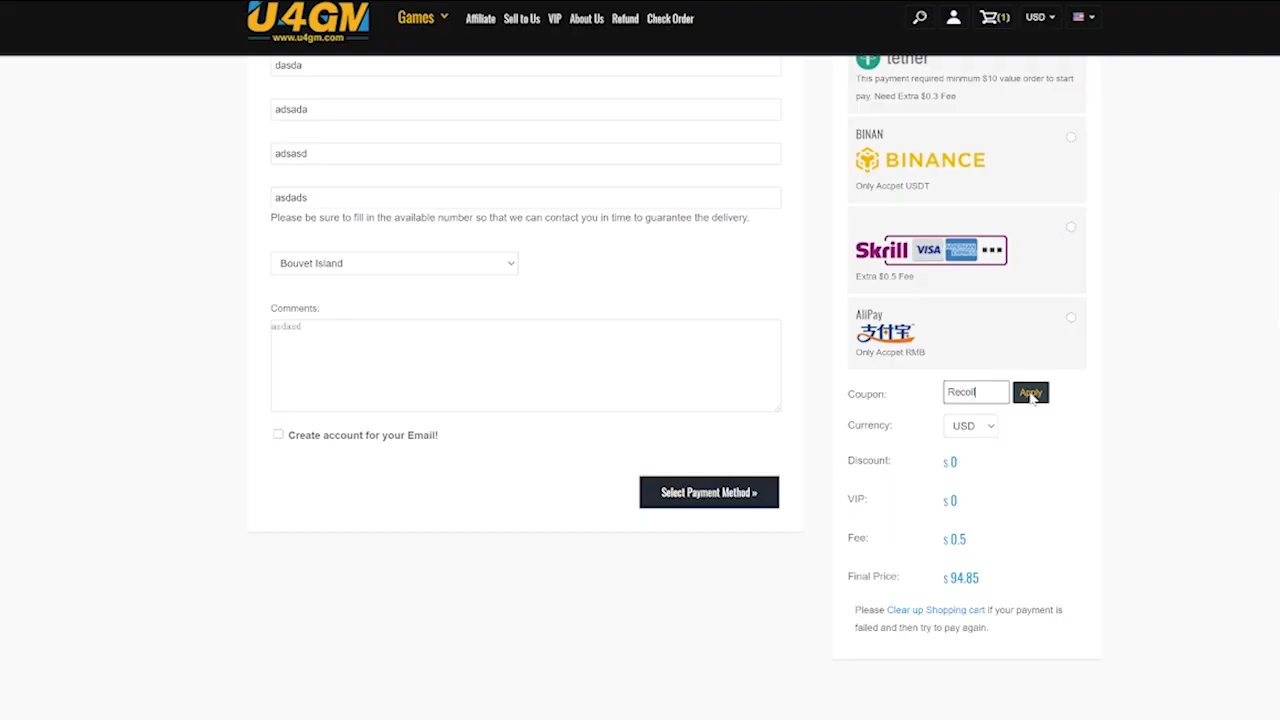 U4GM
www.u4gm.com
Games
Affiliate
Sell to Us
VIP
About Us
Refund
Check Order
(1)
USD
dasda
adsada
adsasd
asdads
Please be sure to fill in the available number so that we can contact you in time to guarantee the delivery.
Bouvet Island
Comments:
asdasd
Create account for your Email!
Select Payment Method »
tether
This payment required minimum $10 value order to start
pay. Need Extra $0.3 Fee
BINAN
BINANCE
Only Accpet USDT
Skrill VISA
Extra $0.5 Fee
AliPay
支付宝
Only Accpet RMB
Coupon: Recoil Apply
Currency: USD
Discount: $ 0
VIP: $ 0
Fee: $ 0.5
Final Price: $ 94.85
Please Clear up Shopping cart if your payment is
failed and then try to pay again.